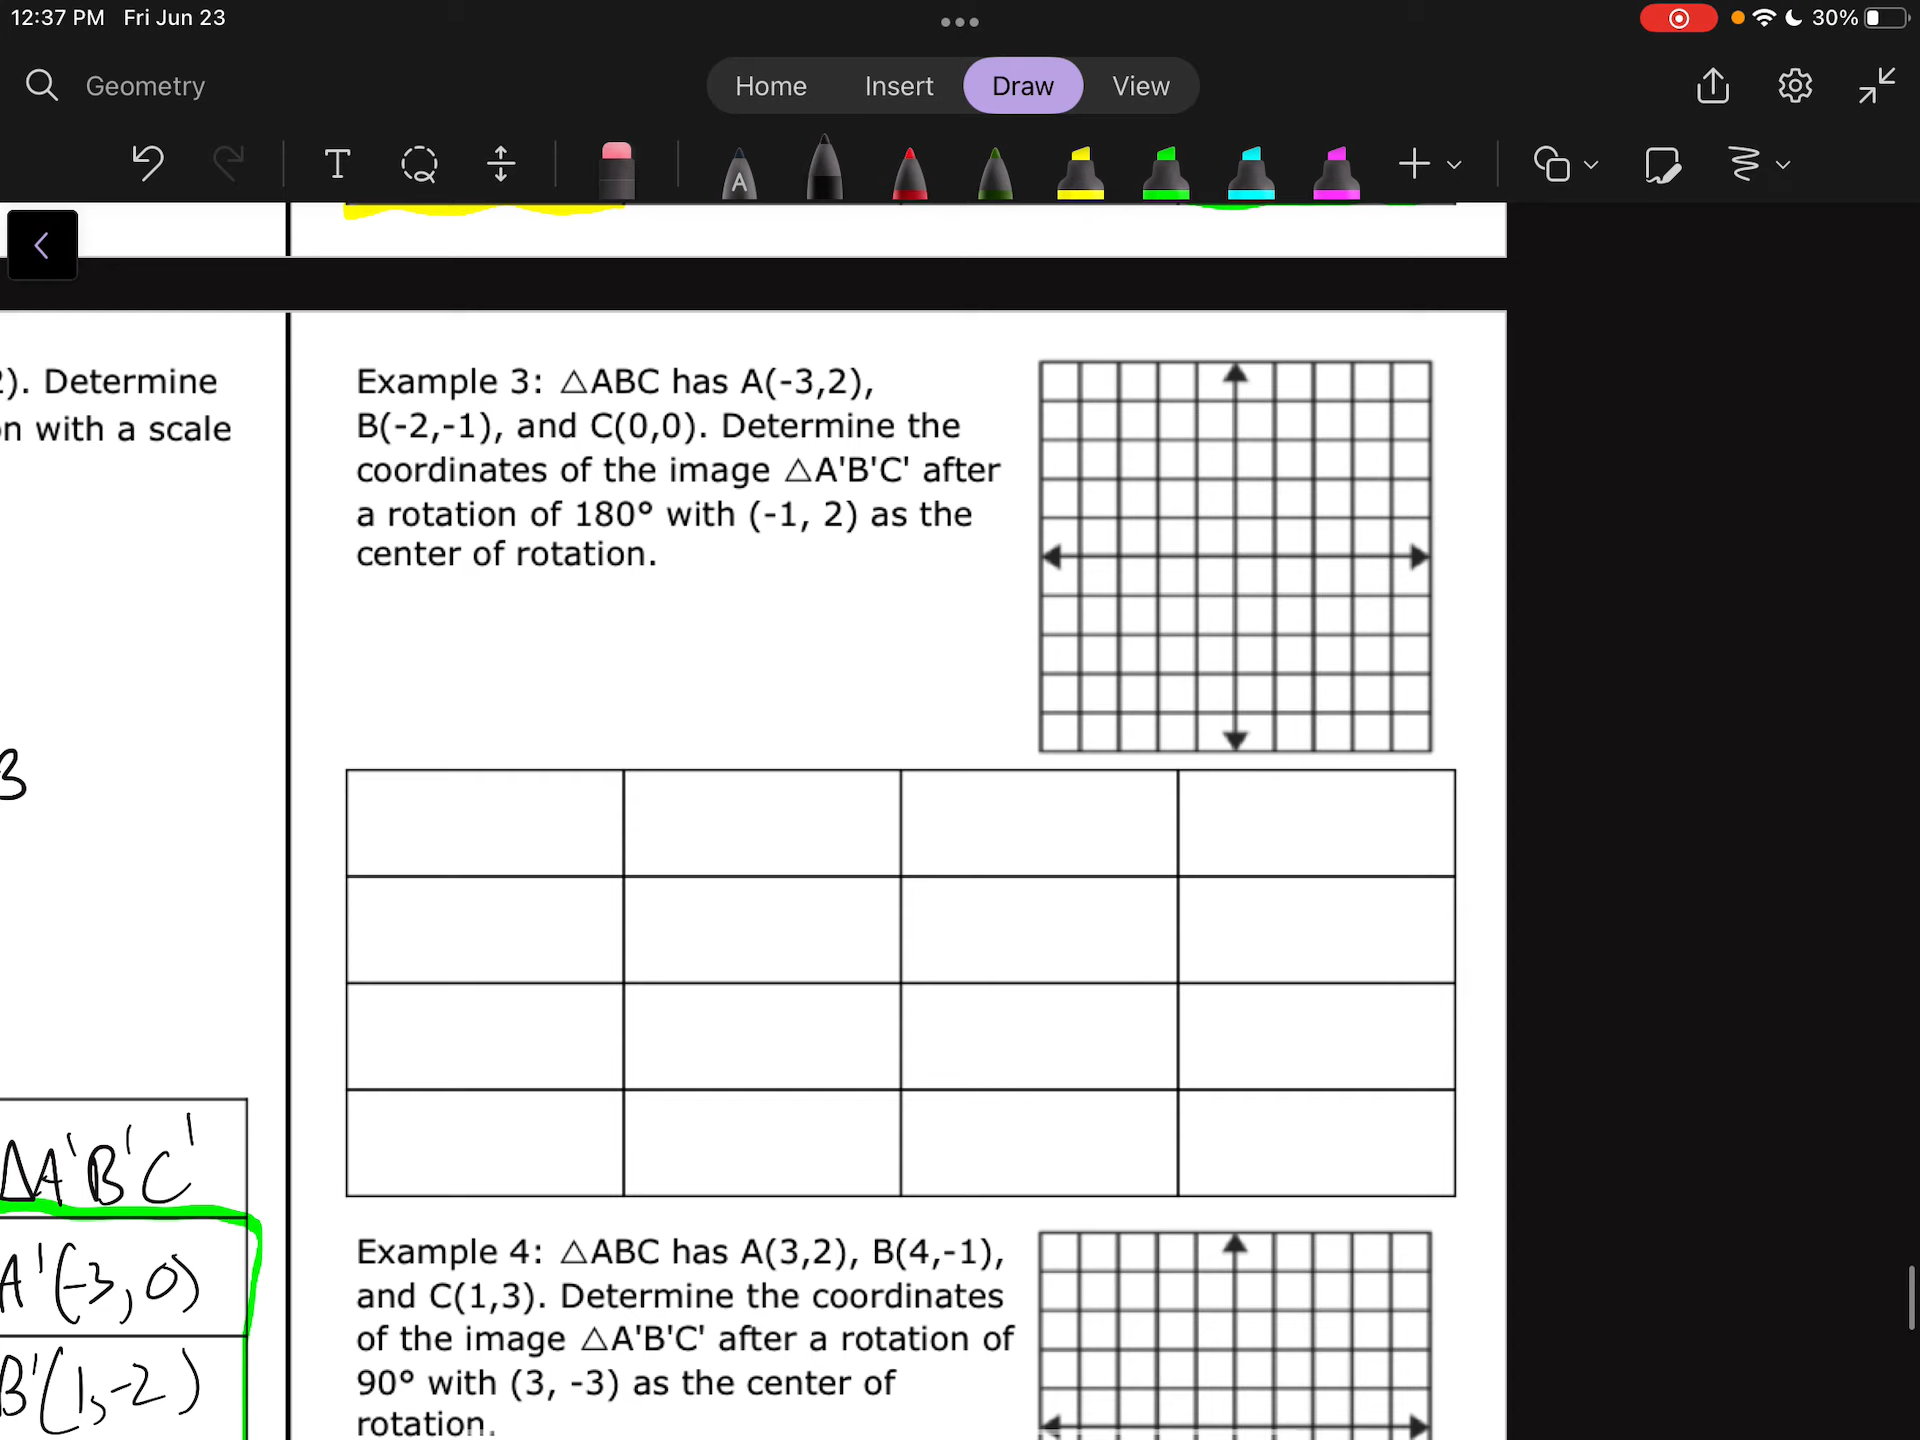 12:37 PM Fri Jun 23
30%
Geometry
Home Insert Draw View
T
A
2). Determine
on with a scale
3
ΔA'B'C'
A'(-3,0)
B'(1,-2)
Example 3: △ABC has A(-3,2),
B(-2,-1), and C(0,0). Determine the
coordinates of the image △A'B'C' after
a rotation of 180° with (-1, 2) as the
center of rotation.
Example 4: △ABC has A(3,2), B(4,-1),
and C(1,3). Determine the coordinates
of the image △A'B'C' after a rotation of
90° with (3, -3) as the center of
rotation.